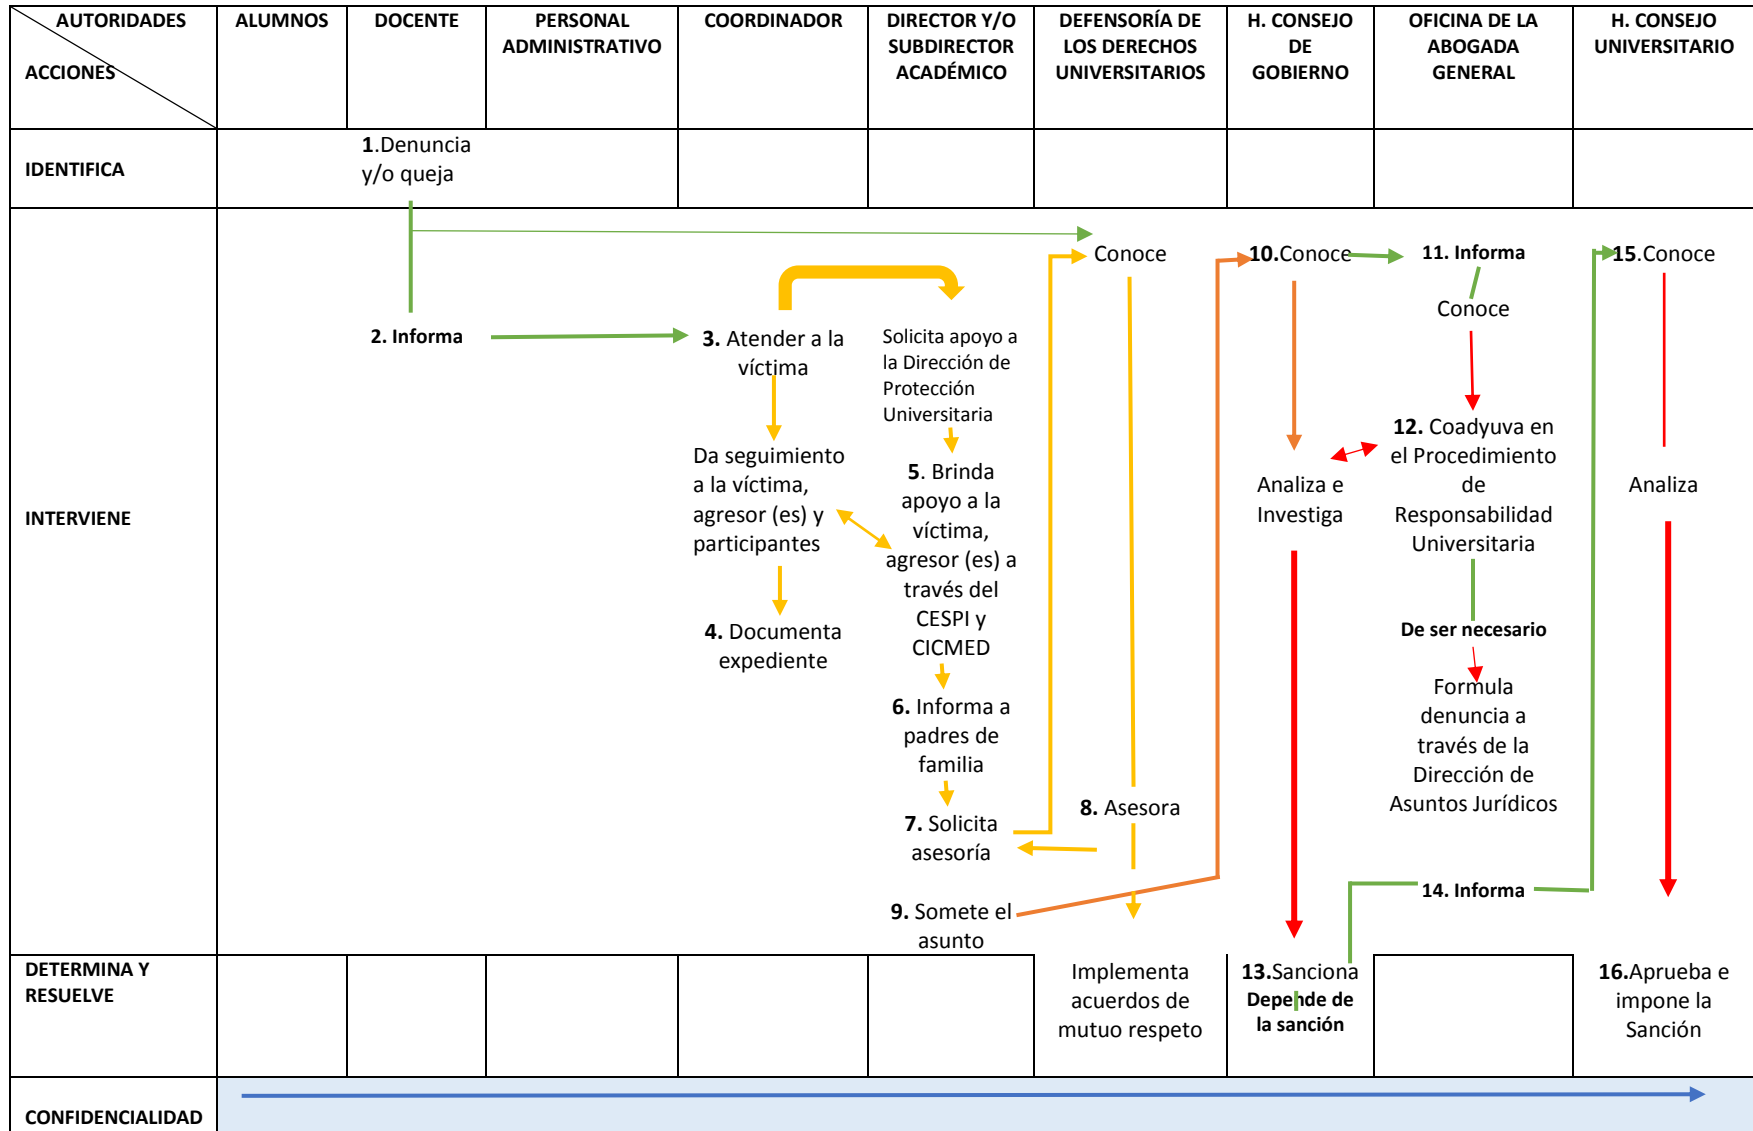 AUTORIDADES
ACCIONES
ALUMNOS
DOCENTE
PERSONAL
ADMINISTRATIVO
COORDINADOR
DIRECTOR Y/O
SUBDIRECTOR
ACADÉMICO
DEFENSORÍA DE
LOS DERECHOS
UNIVERSITARIOS
H. CONSEJO
DE
GOBIERNO
OFICINA DE LA
ABOGADA
GENERAL
H. CONSEJO
UNIVERSITARIO
IDENTIFICA
1.Denuncia
y/o queja
INTERVIENE
2. Informa
3. Atender a la
víctima
Da seguimiento
a la víctima,
agresor (es) y
participantes
4. Documenta
expediente
Solicita apoyo a
la Dirección de
Protección
Universitaria
5. Brinda
apoyo a la
víctima,
agresor (es) a
través del
CESPI y
CICMED
6. Informa a
padres de
familia
7. Solicita
asesoría
9. Somete el
asunto
Conoce
8. Asesora
10.Conoce
Analiza e
Investiga
11. Informa
Conoce
12. Coadyuva en
el Procedimiento
de
Responsabilidad
Universitaria
De ser necesario
Formula
denuncia a
través de la
Dirección de
Asuntos Jurídicos
14. Informa
15.Conoce
Analiza
DETERMINA Y
RESUELVE
Implementa
acuerdos de
mutuo respeto
13.Sanciona
Depende de
la sanción
16.Aprueba e
impone la
Sanción
CONFIDENCIALIDAD